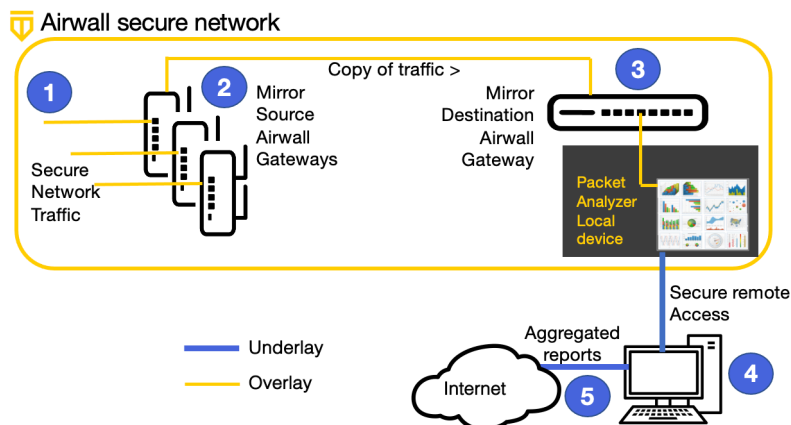 Airwall secure network
1
2
Copy of traffic >
3
Mirror
Source
Airwall
Gateways
Mirror
Destination
Airwall
Gateway
Secure
Network
Traffic
Packet
Analyzer
Local
device
Secure remote
Access
Underlay
Overlay
Aggregated
reports
Internet
5
4